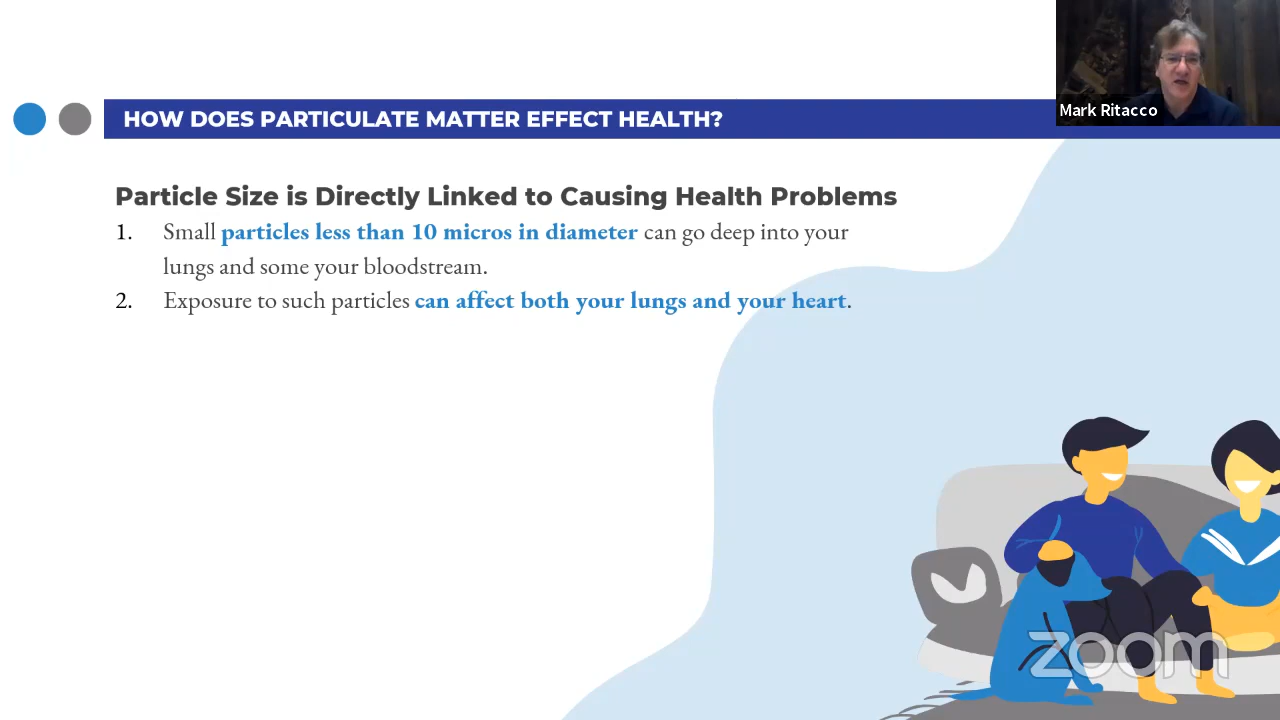 Mark Ritacco
HOW DOES PARTICULATE MATTER EFFECT HEALTH?
Particle Size is Directly Linked to Causing Health Problems
1. Small particles less than 10 micros in diameter can go deep into your
lungs and some your bloodstream.
2. Exposure to such particles can affect both your lungs and your heart.
zoom